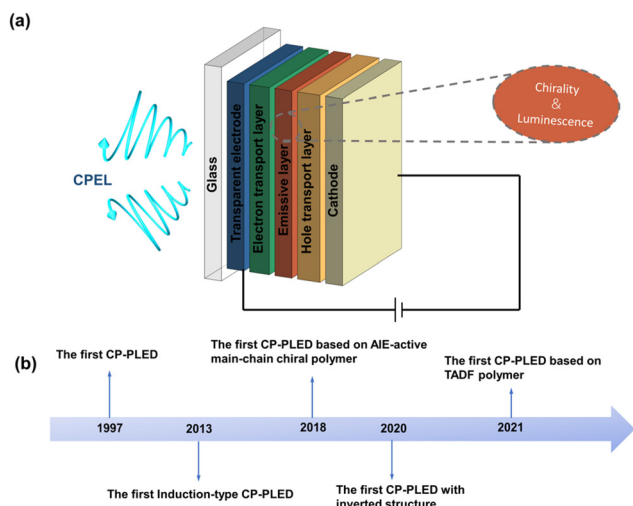 (a)
Chirality
&
Luminescence
CPEL
Glass
Transparent electrode
Electron transport layer
Emissive layer
Hole transport layer
Cathode
(b)
The first CP-PLED
The first CP-PLED based on AIE-active
main-chain chiral polymer
The first CP-PLED based on
TADF polymer
1997
2013
2018
2020
2021
The first Induction-type CP-PLED
The first CP-PLED with
inverted structure